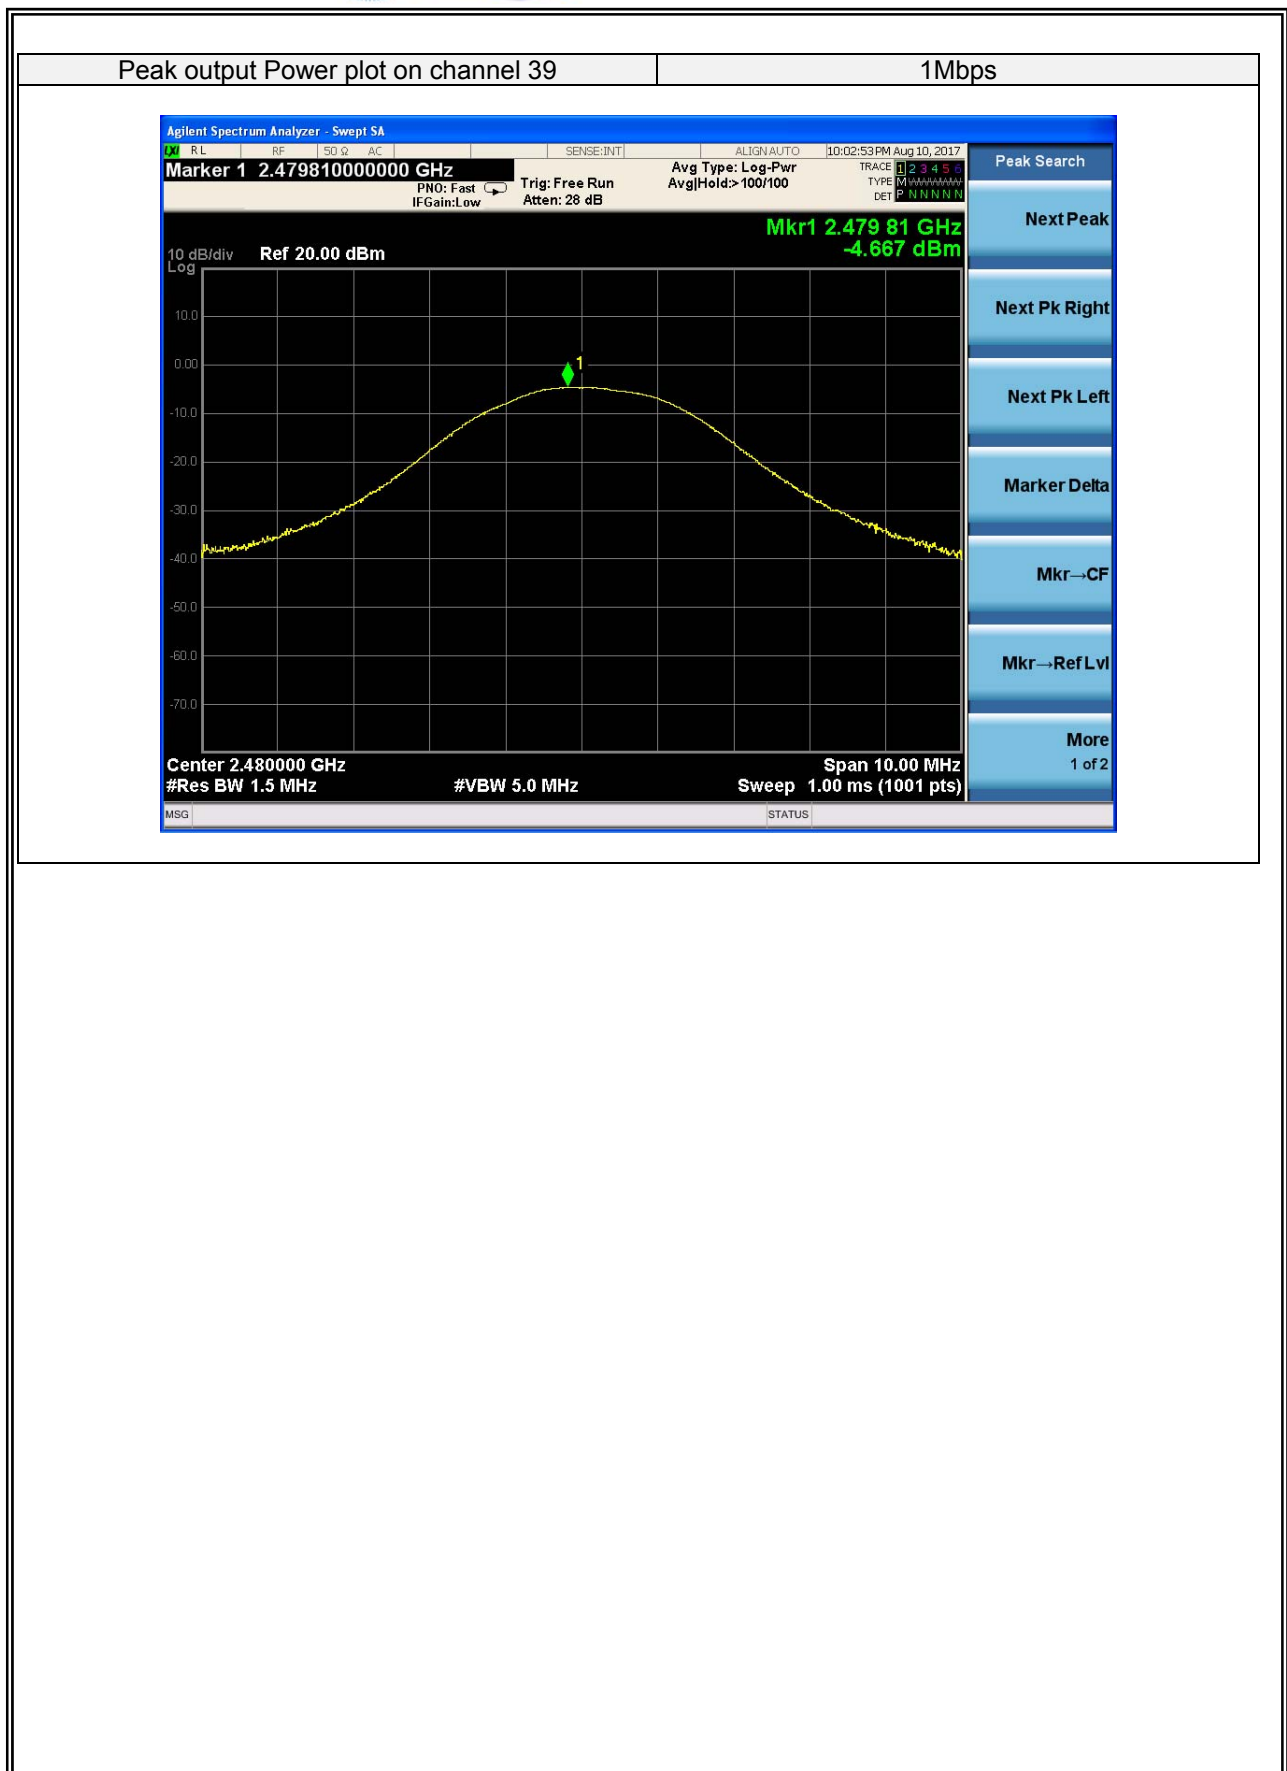 Peak output Power plot on channel 39 1Mbps
Agilent Spectrum Analyzer - Swept SA
LXI RL RF 50 Ω AC SENSE:INT ALIGN AUTO 10:02:53 PM Aug 10, 2017
Marker 1 2.479810000000 GHz
PNO: Fast
IFGain:Low
Trig: Free Run
Atten: 28 dB
Avg Type: Log-Pwr
Avg|Hold:>100/100
TRACE 1 2 3 4 5 6
TYPE M
DET P N N N N N
Mkr1 2.479 81 GHz
-4.667 dBm
10 dB/div Ref 20.00 dBm
Log
10.0
0.00
-10.0
-20.0
-30.0
-40.0
-50.0
-60.0
-70.0
1
Center 2.480000 GHz Span 10.00 MHz
#Res BW 1.5 MHz #VBW 5.0 MHz Sweep 1.00 ms (1001 pts)
MSG STATUS
Peak Search
Next Peak
Next Pk Right
Next Pk Left
Marker Delta
Mkr→CF
Mkr→Ref Lvl
More
1 of 2